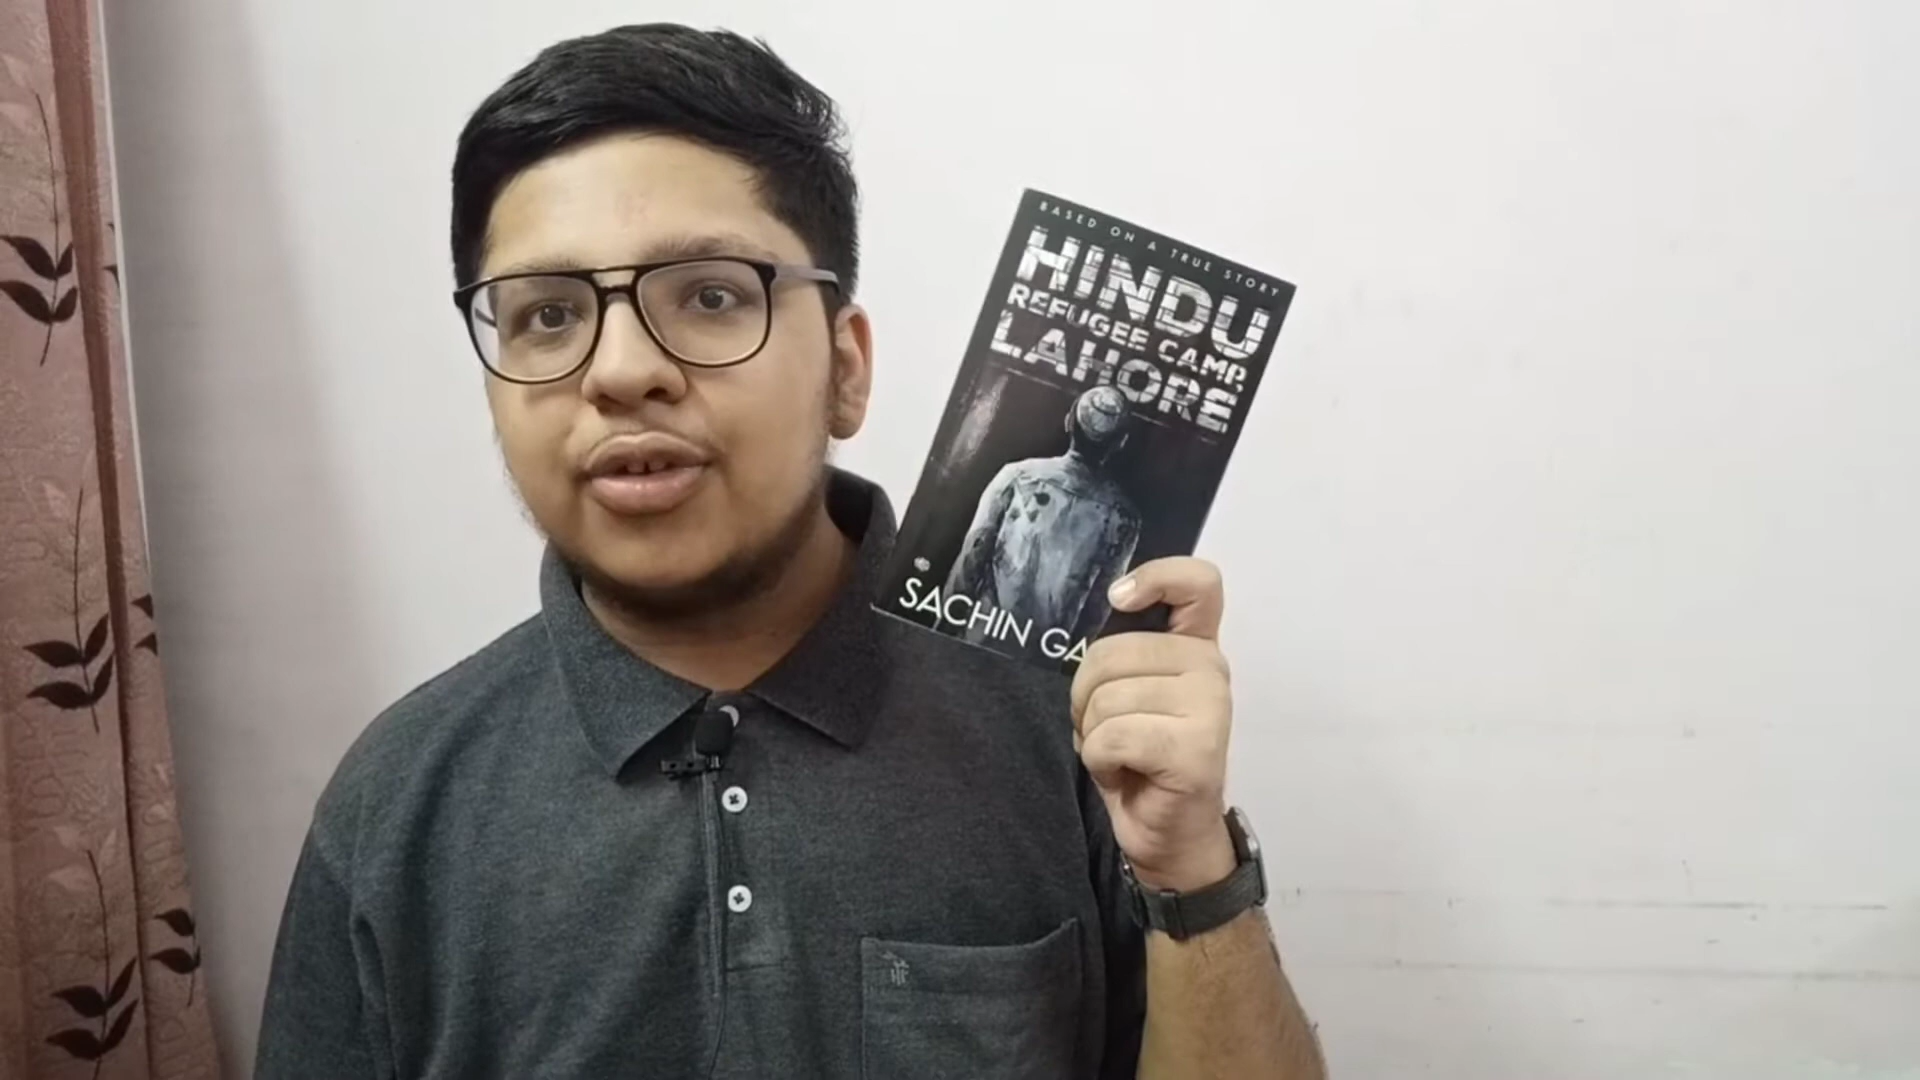 BASED ON A TRUE STORY
HINDU
REFUGEE CAMP,
LAHORE
SACHIN GA